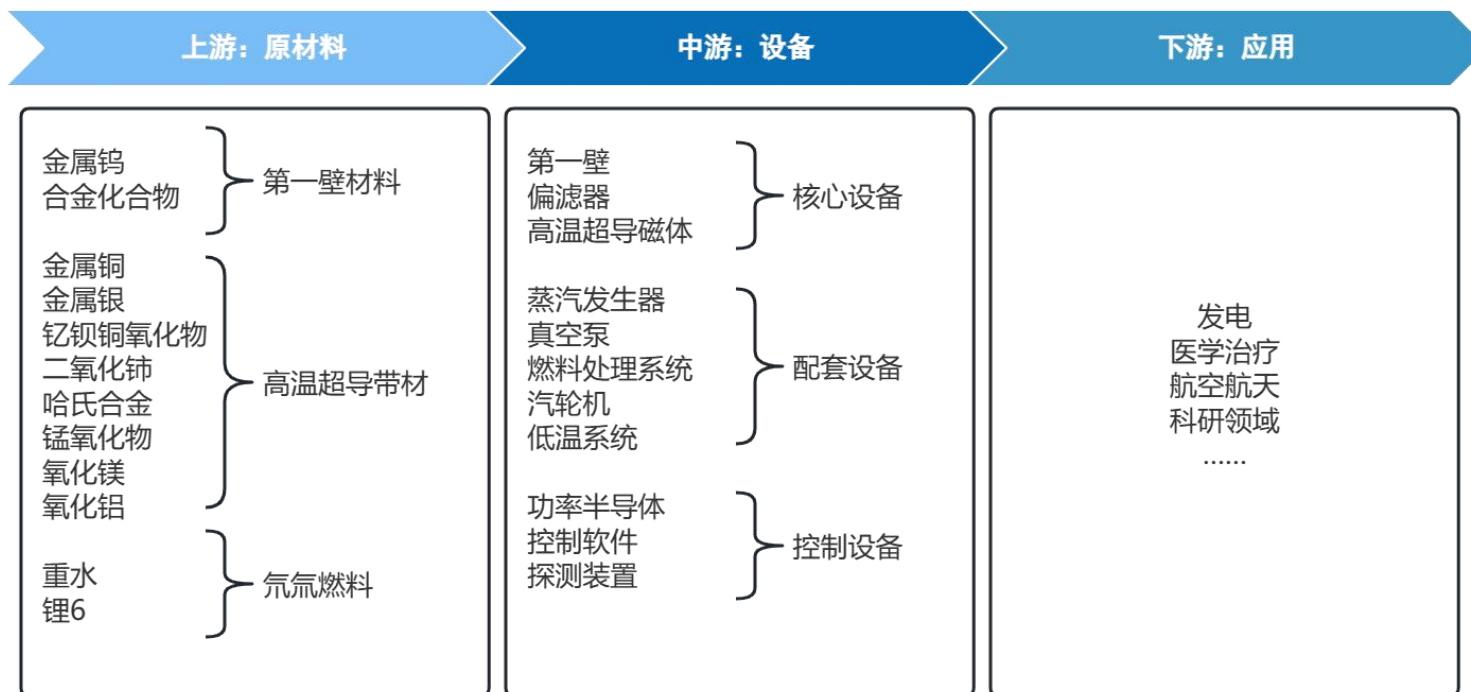 上游：原材料
中游：设备
下游：应用
金属钨
合金化合物
第一壁材料
金属铜
金属银
钇钡铜氧化物
二氧化铈
哈氏合金
锰氧化物
氧化镁
氧化铝
高温超导带材
重水
锂6
氘氚燃料
第一壁
偏滤器
高温超导磁体
核心设备
蒸汽发生器
真空泵
燃料处理系统
汽轮机
低温系统
配套设备
功率半导体
控制软件
探测装置
控制设备
发电
医学治疗
航空航天
科研领域
......